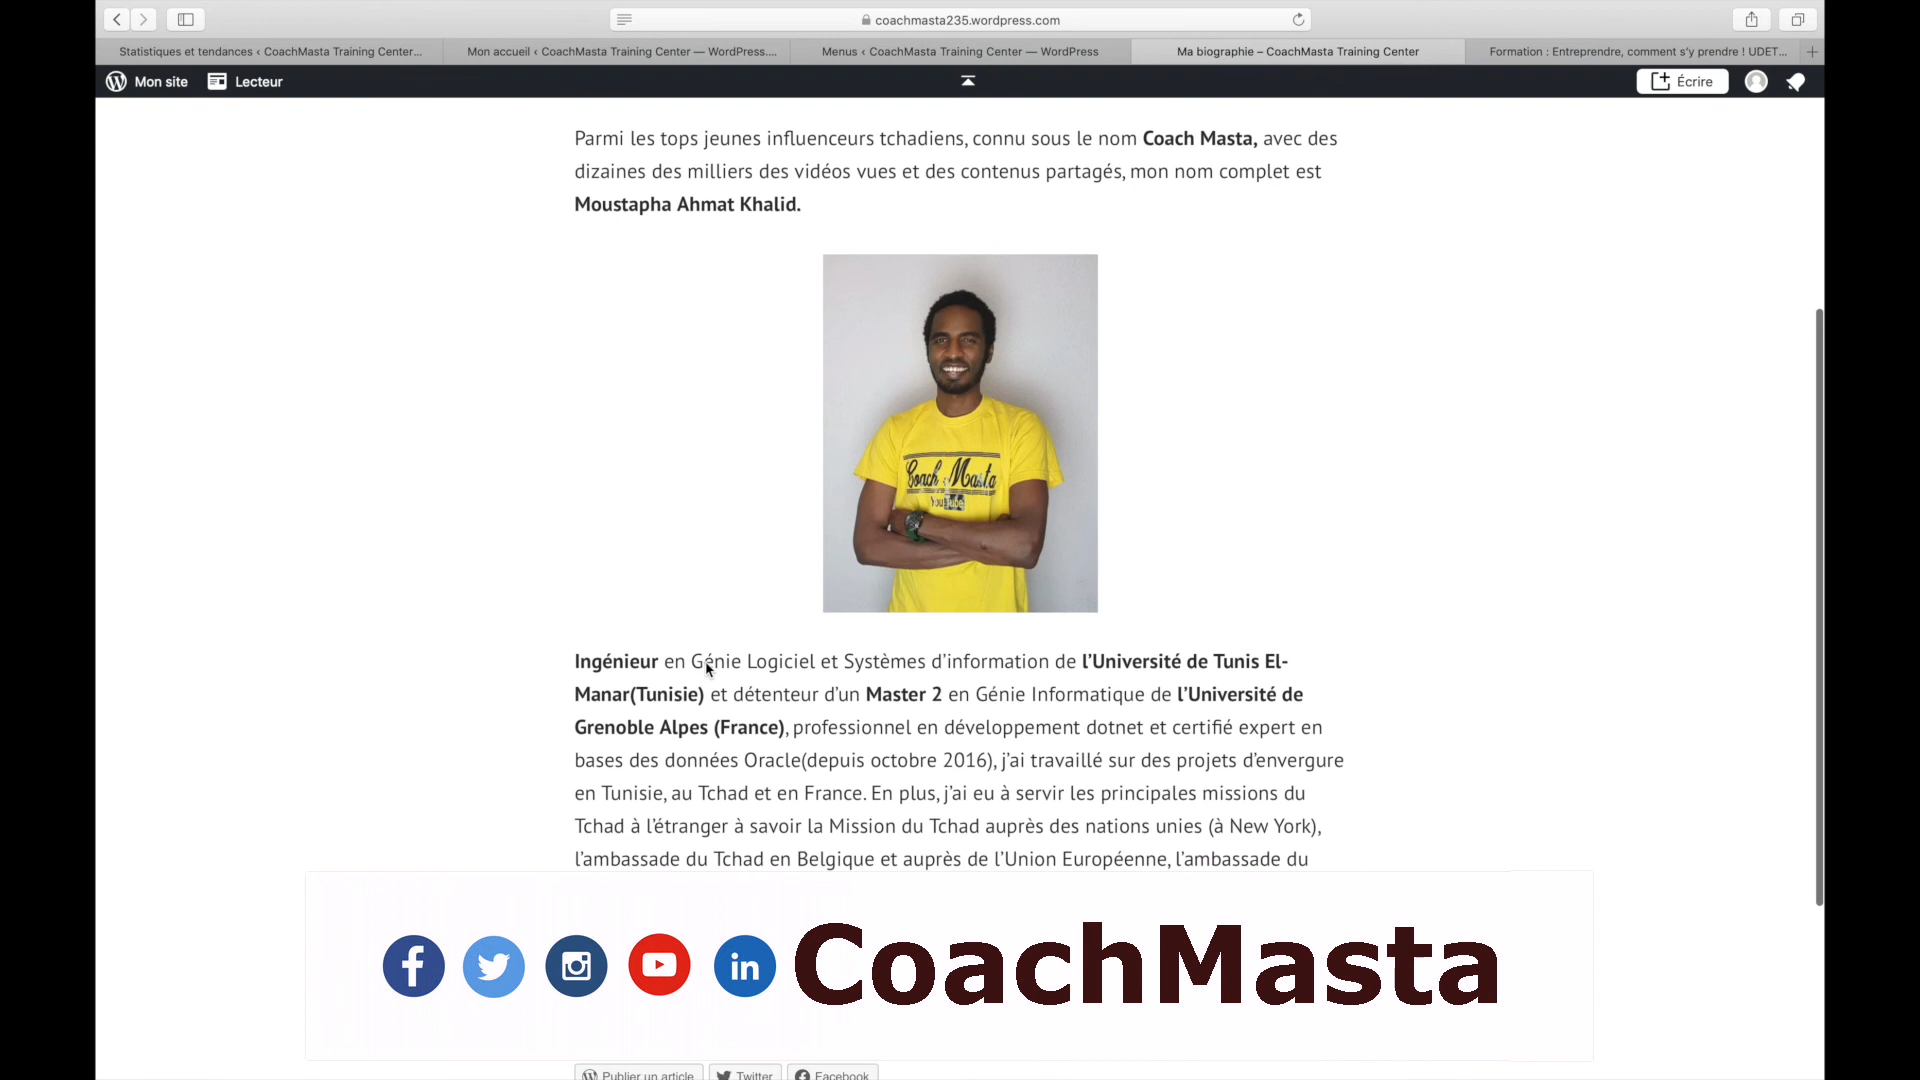 coachmasta235.wordpress.com
Statistiques et tendances ‹ CoachMasta Training Center...
Mon accueil ‹ CoachMasta Training Center — WordPress....
Menus ‹ CoachMasta Training Center — WordPress
Ma biographie – CoachMasta Training Center
Formation : Entreprendre, comment s'y prendre ! UDET...
Mon site
Lecteur
Écrire
Parmi les tops jeunes influenceurs tchadiens, connu sous le nom Coach Masta, avec des
dizaines des milliers des vidéos vues et des contenus partagés, mon nom complet est
Moustapha Ahmat Khalid.
Coach Masta
YouTube
Ingénieur en Génie Logiciel et Systèmes d'information de l'Université de Tunis El-
Manar(Tunisie) et détenteur d'un Master 2 en Génie Informatique de l'Université de
Grenoble Alpes (France), professionnel en développement dotnet et certifié expert en
bases des données Oracle(depuis octobre 2016), j'ai travaillé sur des projets d'envergure
en Tunisie, au Tchad et en France. En plus, j'ai eu à servir les principales missions du
Tchad à l'étranger à savoir la Mission du Tchad auprès des nations unies (à New York),
l'ambassade du Tchad en Belgique et auprès de l'Union Européenne, l'ambassade du
CoachMasta
Publier un article
Twitter
Facebook